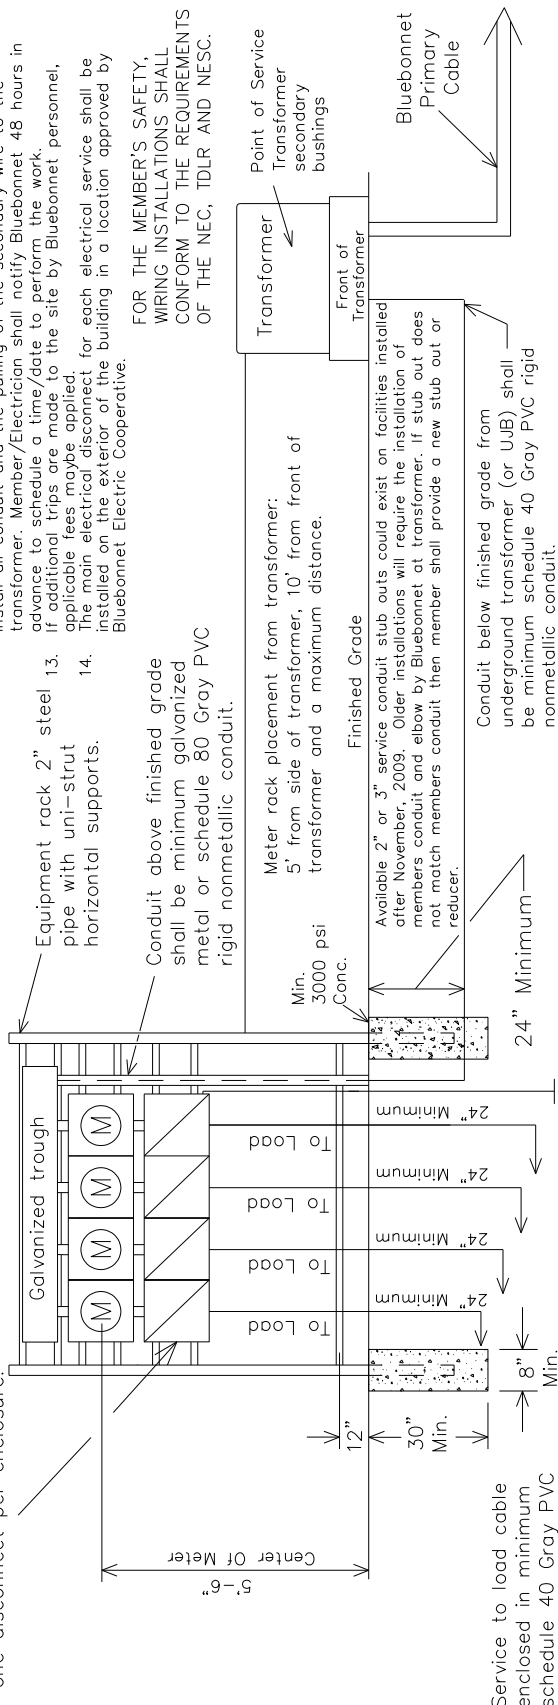 one disconnect per enclosure.
Equipment rack 2" steel
pipe with uni-strut
horizontal supports.
Conduit above finished grade
shall be minimum galvanized
metal or schedule 80 Gray PVC
rigid nonmetallic conduit.
install all conduit and the pulling of the secondary wire to the
transformer. Member/Electrician shall notify Bluebonnet 48 hours in
advance to schedule a time/date to perform the work.
13. If additional trips are made to the site by Bluebonnet personnel,
applicable fees maybe applied.
14. The main electrical disconnect for each electrical service shall be
installed on the exterior of the building in a location approved by
Bluebonnet Electric Cooperative.
FOR THE MEMBER'S SAFETY,
WIRING INSTALLATIONS SHALL
CONFORM TO THE REQUIREMENTS
OF THE NEC, TDLR AND NESC.
Galvanized trough
M
M
M
M
To Load
To Load
To Load
To Load
5'-6"
Center Of Meter
12"
30"
Min.
8"
Min.
24" Minimum
24" Minimum
24" Minimum
24" Minimum
Service to load cable
enclosed in minimum
schedule 40 Gray PVC
Min.
3000 psi
Conc.
24" Minimum
Meter rack placement from transformer:
5' from side of transformer, 10' from front of
transformer and a maximum distance.
Finished Grade
Available 2" or 3" service conduit stub outs could exist on facilities installed
after November, 2009. Older installations will require the installation of
members conduit and elbow by Bluebonnet at transformer. If stub out does
not match members conduit then member shall provide a new stub out or
reducer.
Transformer
Front of
Transformer
Point of Service
Transformer
secondary
bushings
Bluebonnet
Primary
Cable
Conduit below finished grade from
underground transformer (or UJB) shall
be minimum schedule 40 Gray PVC rigid
nonmetallic conduit.